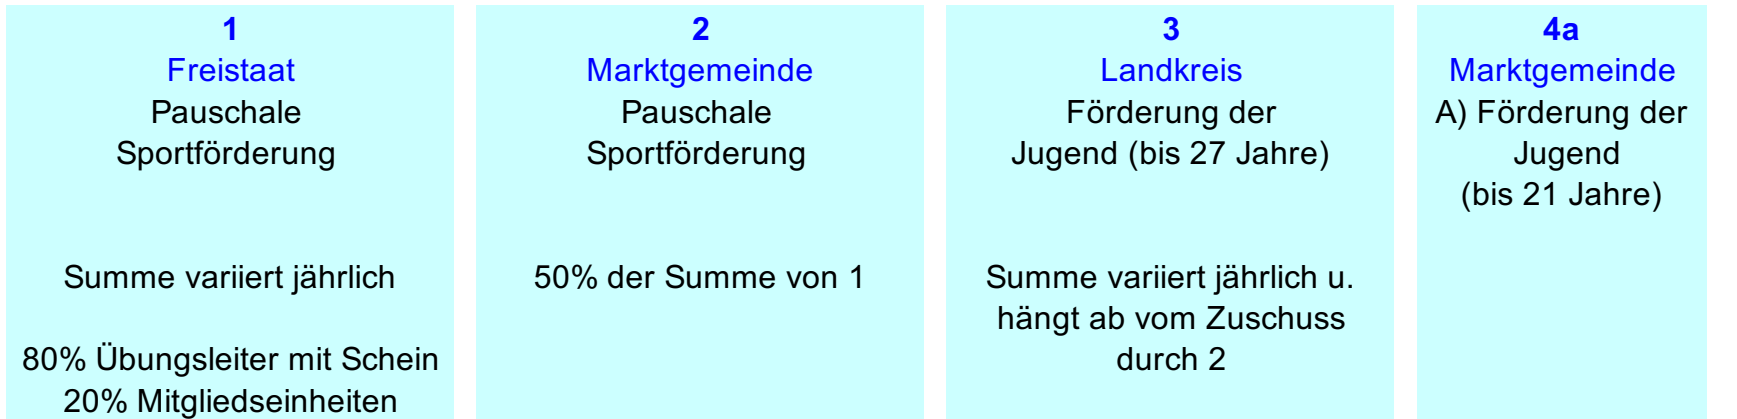 1
Freistaat
Pauschale
Sportförderung
Summe variiert jährlich
80% Übungsleiter mit Schein
20% Mitgliedseinheiten
2
Marktgemeinde
Pauschale
Sportförderung
50% der Summe von 1
3
Landkreis
Förderung der
Jugend (bis 27 Jahre)
Summe variiert jährlich u.
hängt ab vom Zuschuss
durch 2
4a
Marktgemeinde
A) Förderung der
Jugend
(bis 21 Jahre)